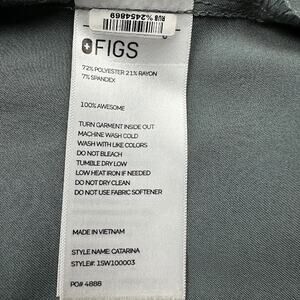 RUB %2454869
FIGS
72% POLYESTER 21% RAYON
7% SPANDEX
100% AWESOME
TURN GARMENT INSIDE OUT
MACHINE WASH COLD
WASH WITH LIKE COLORS
DO NOT BLEACH
TUMBLE DRY LOW
LOW HEAT IRON IF NEEDED
DO NOT DRY CLEAN
DO NOT USE FABRIC SOFTENER
MADE IN VIETNAM
STYLE NAME: CATARINA
STYLE#: 1SW100003
PO# 4888